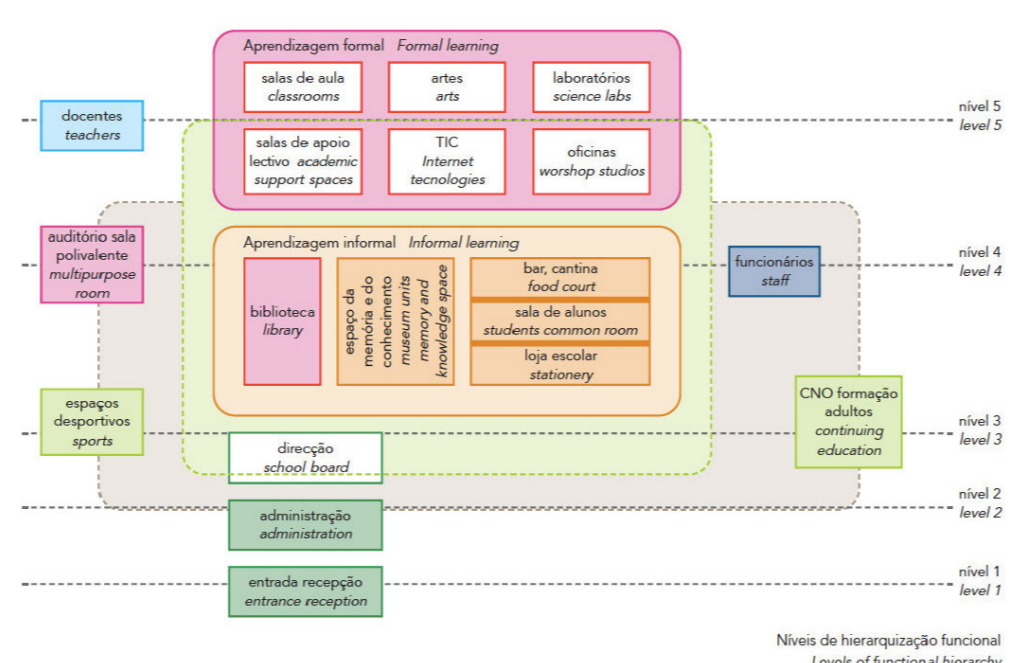 Aprendizagem formal Formal learning
salas de aula
classrooms
artes
arts
laboratórios
science labs
nível 5
level 5
docentes
teachers
salas de apoio
lectivo academic
support spaces
TIC
Internet
tecnologies
oficinas
worshop studios
auditório sala
polivalente
multipurpose
room
Aprendizagem informal Informal learning
nível 4
level 4
funcionários
staff
biblioteca
library
espaço da
memória e do
conhecimento
museum units
memory and
knowledge space
bar, cantina
food court
sala de alunos
students common room
loja escolar
stationery
espaços
desportivos
sports
CNO formação
adultos
continuing
education
nível 3
level 3
direcção
school board
nível 2
level 2
administração
administration
nível 1
level 1
entrada recepção
entrance reception
Níveis de hierarquização funcional
Levels of functional hierarchy